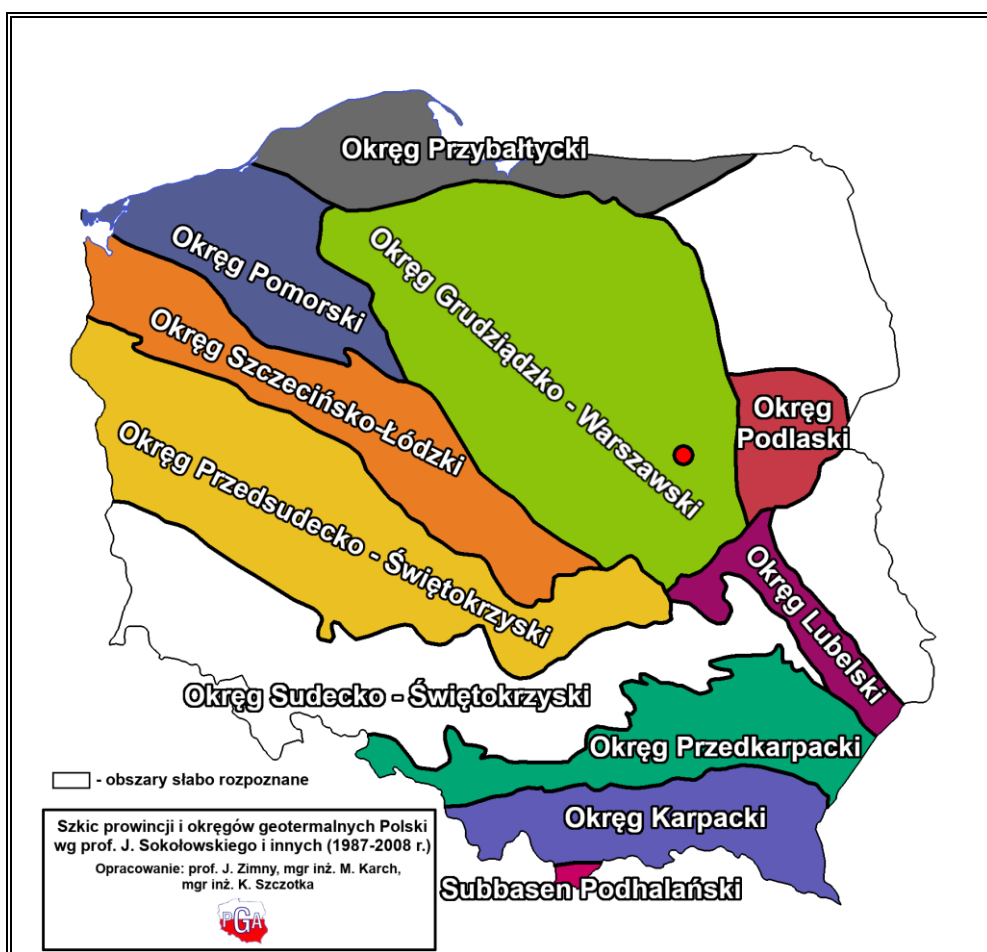 Okręg Przybałtycki
Okręg Pomorski
Okręg Grudziądzko - Warszawski
Okręg Szczecińsko-Łódzki
Okręg
Podlaski
Okręg Przedsudecko - Świętokrzyski
Okręg Lubelski
Okręg Sudecko - Świętokrzyski
Okręg Przedkarpacki
- obszary słabo rozpoznane
Okręg Karpacki
Subbasen Podhalański
Szkic prowincji i okręgów geotermalnych Polski
wg prof. J. Sokołowskiego i innych (1987-2008 r.)
Opracowanie: prof. J. Zimny, mgr inż. M. Karch,
mgr inż. K. Szczotka
PGA